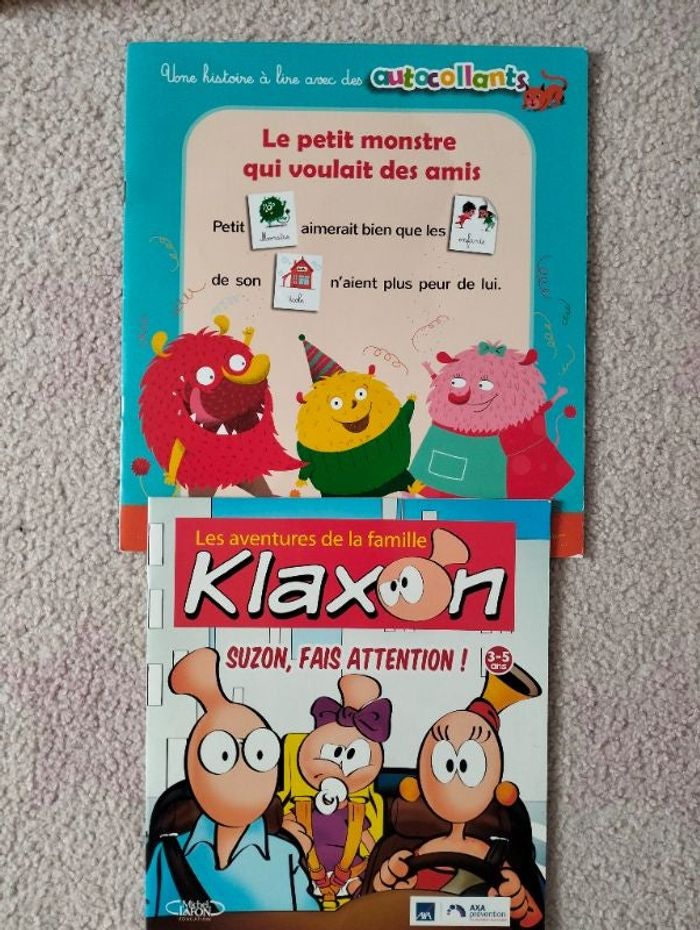 Une histoire à lire avec des autocollants
Le petit monstre
qui voulait des amis
Petit Monstre aimerait bien que les enfants
de son école n'aient plus peur de lui.
Les aventures de la famille
Klaxon
SUZON, FAIS ATTENTION !
3-5
ans
Michel
LAFON
EDUCATION
AXA
AXA
prévention